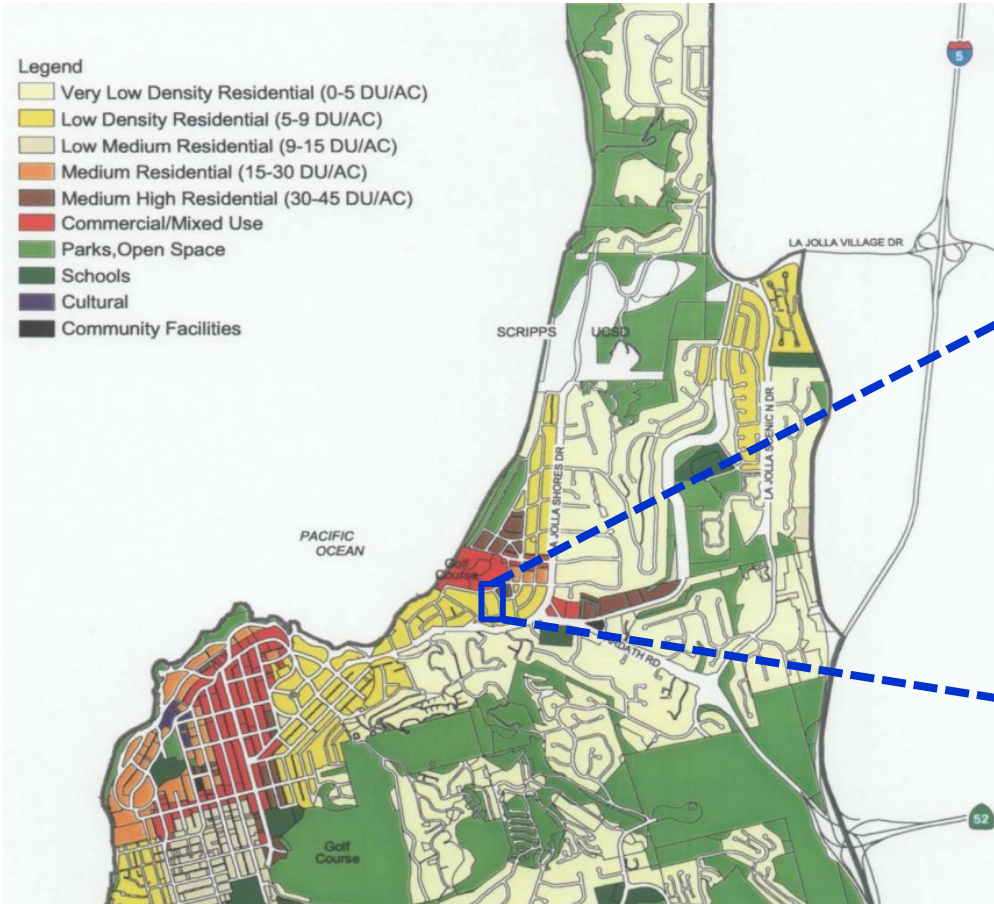 Legend
Very Low Density Residential (0-5 DU/AC)
Low Density Residential (5-9 DU/AC)
Low Medium Residential (9-15 DU/AC)
Medium Residential (15-30 DU/AC)
Medium High Residential (30-45 DU/AC)
Commercial/Mixed Use
Parks,Open Space
Schools
Cultural
Community Facilities
5
LA JOLLA VILLAGE DR
SCRIPPS
UCSD
LA JOLLA SCENIC N DR
LA JOLLA SHORES DR
PACIFIC
OCEAN
Golf
Course
RD
52
Golf
Course